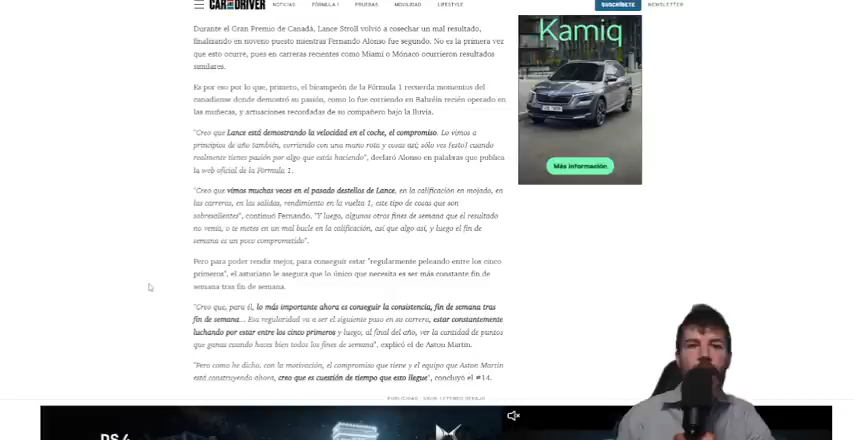 CAR AND DRIVER
NOTICIAS
FÓRMULA 1
PRUEBAS
MOVILIDAD
LIFESTYLE
SUSCRÍBETE
NEWSLETTER
Durante el Gran Premio de Canadá, Lance Stroll volvió a cosechar un mal resultado,
finalizando en noveno puesto mientras Fernando Alonso fue segundo. No es la primera vez
que esto ocurre, pues en carreras recientes como Miami o Mónaco ocurrieron resultados
similares.
Es por eso por lo que, primero, el bicampeón de la Fórmula 1 recuerda momentos del
canadiense donde demostró su pasión, como lo fue corriendo en Bahréin recién operado en
las muñecas, y actuaciones recordadas de su compañero bajo la lluvia.
"Creo que Lance está demostrando la velocidad en el coche, el compromiso. Lo vimos a
principios de año también, corriendo con una mano rota y cosas así; sólo ves [esto] cuando
realmente tienes pasión por algo que estás haciendo", declaró Alonso en palabras que publica
la web oficial de la Fórmula 1.
"Creo que vimos muchas veces en el pasado destellos de Lance, en la calificación en mojado, en
las carreras, en las salidas, rendimiento en la vuelta 1, este tipo de cosas que son
sobresalientes", continuó Fernando. "Y luego, algunos otros fines de semana que el resultado
no venía, o te metes en un mal bucle en la calificación, así que algo así, y luego el fin de
semana es un poco comprometido".
Pero para poder rendir mejor, para conseguir estar "regularmente peleando entre los cinco
primeros", el asturiano le asegura que lo único que necesita es ser más constante fin de
semana tras fin de semana.
"Creo que, para él, lo más importante ahora es conseguir la consistencia, fin de semana tras
fin de semana... Esa regularidad va a ser el siguiente paso en su carrera, estar constantemente
luchando por estar entre los cinco primeros y luego, al final del año, ver la cantidad de puntos
que ganas cuando haces bien todos los fines de semana", explicó el de Aston Martin.
"Pero como he dicho, con la motivación, el compromiso que tiene y el equipo que Aston Martin
está construyendo ahora, creo que es cuestión de tiempo que esto llegue", concluyó el #14.
PUBLICIDAD - SIGUE LEYENDO DEBAJO
Kamiq
Más información
DS 4